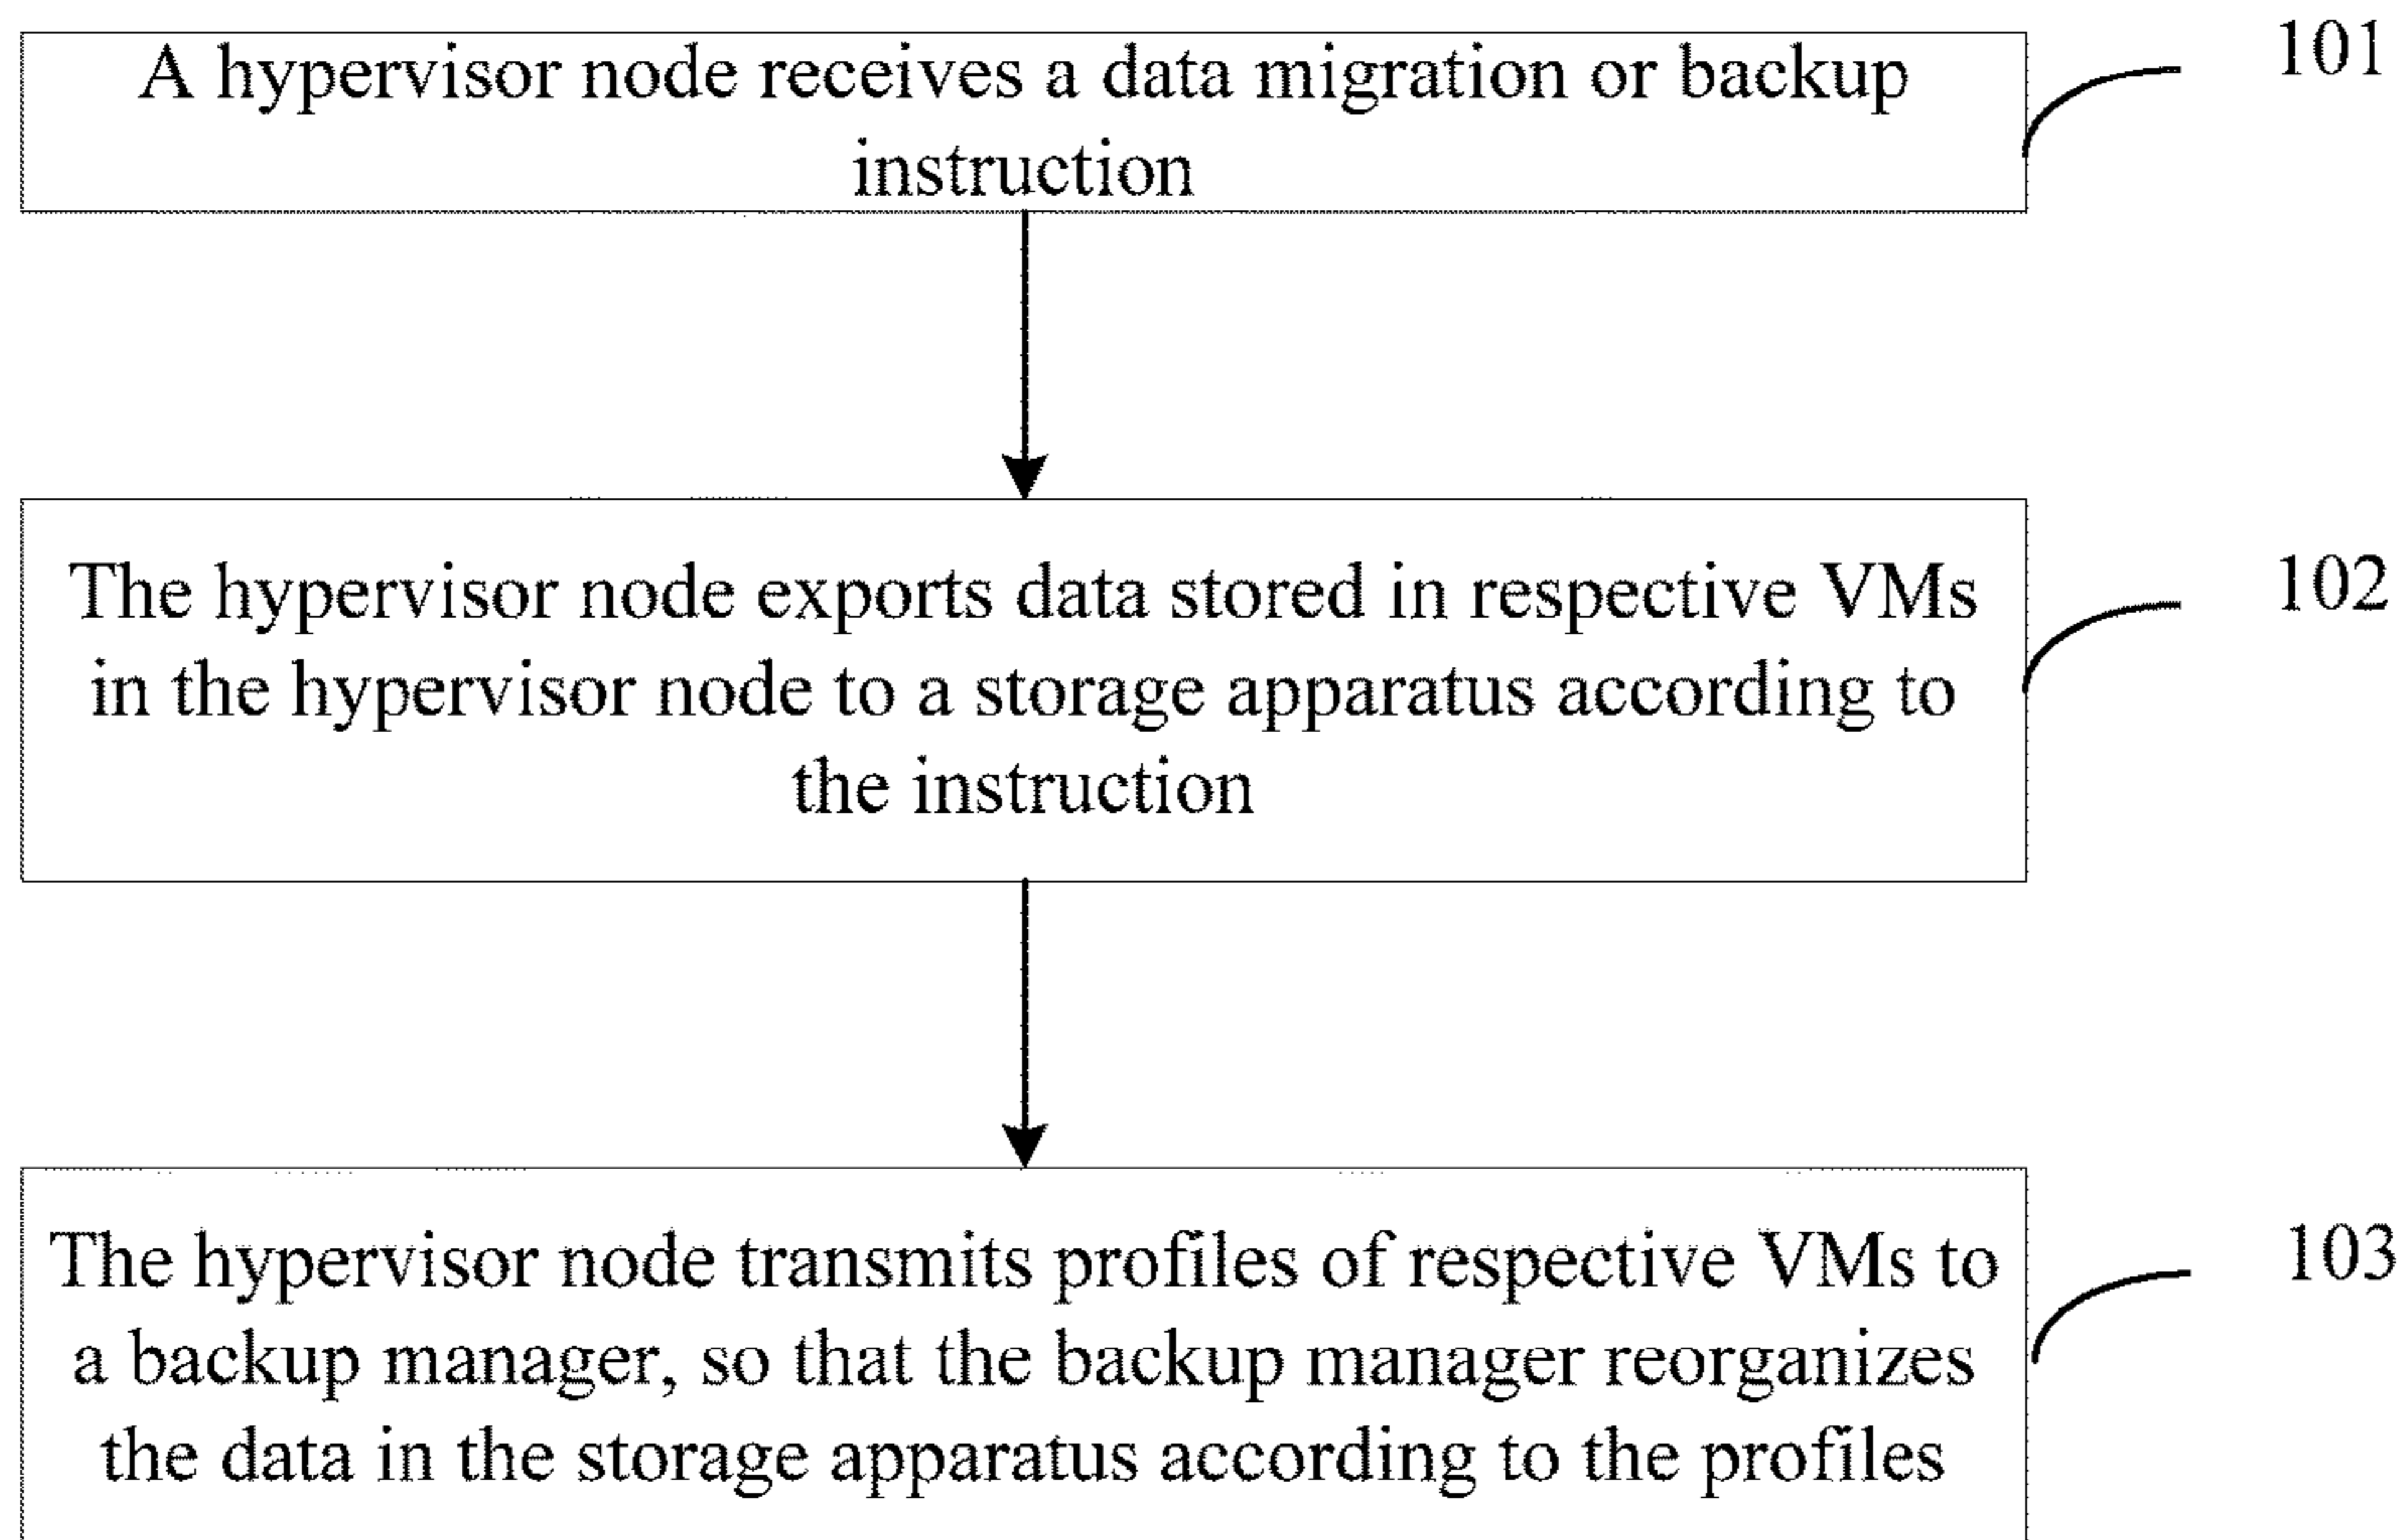 A hypervisor node receives a data migration or backup
instruction
101
The hypervisor node exports data stored in respective VMs
in the hypervisor node to a storage apparatus according to
the instruction
102
The hypervisor node transmits profiles of respective VMs to
a backup manager, so that the backup manager reorganizes
the data in the storage apparatus according to the profiles
103